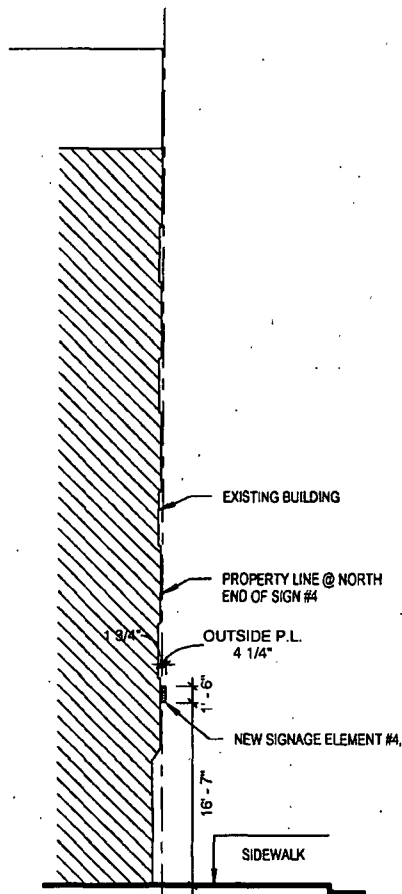 EXISTING BUILDING
PROPERTY LINE @ NORTH
END OF SIGN #4
1 3/4"
OUTSIDE P.L.
4 1/4"
1' - 6"
NEW SIGNAGE ELEMENT #4,
16' - 7"
SIDEWALK